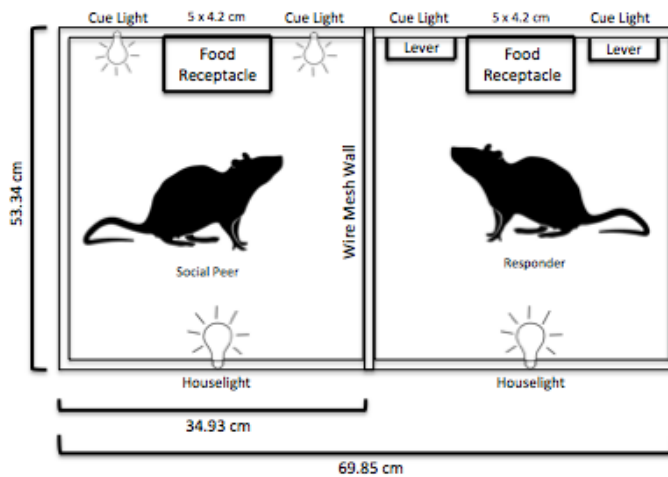 Cue Light 5 x 4.2 cm Cue Light Cue Light 5 x 4.2 cm Cue Light
Food
Receptacle
Lever
Food
Receptacle
Lever
53.34 cm
Wire Mesh Wall
Social Peer
Responder
Houselight
Houselight
34.93 cm
69.85 cm